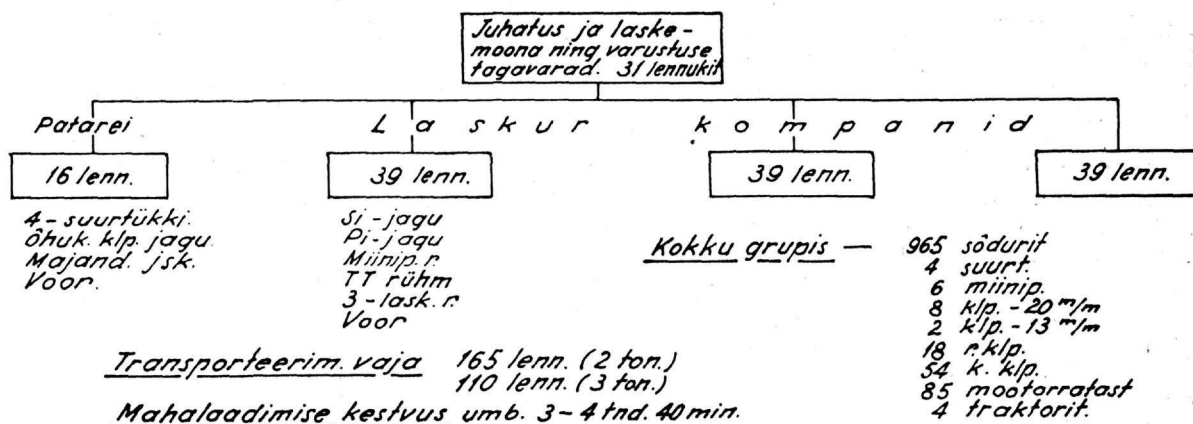 Juhatus ja laske-
moona ning varustuse
tagavarad. 31 lennukit
Patarei
Laskur kompanid
16 lenn.
39 lenn.
39 lenn.
39 lenn.
4-suurtükki.
Õhuk. klp. jagu.
Majand. jsk.
Voor.
Si-jagu
Pi-jagu
Miinip. r.
TT rühm
3-lask. r.
Voor
Kokku grupis — 965 sõdurit
4 suurt.
6 miinip.
8 klp. - 20 m/m
2 klp. - 13 m/m
18 r. klp.
54 k. klp.
85 mootorratast
4 traktorit.
Transporteerim. vaja 165 lenn. (2 ton.)
110 lenn. (3 ton.)
Mahalaadimise kestvus umb. 3-4 tnd. 40 min.